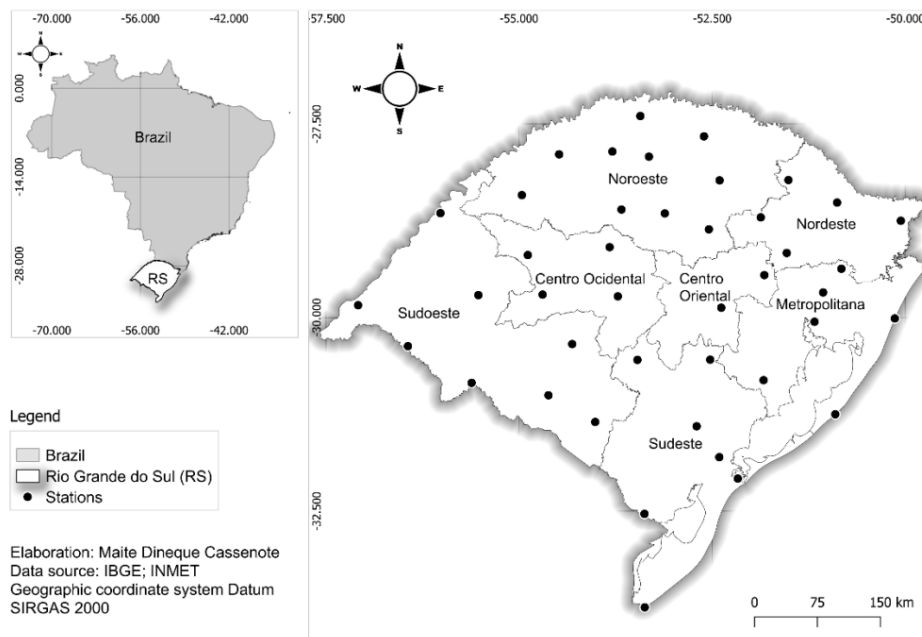 -70.000 -56.000 -42.000
N
W E
S
0.000
-14.000
-28.000
Brazil
RS
-70.000 -56.000 -42.000
Legend
Brazil
Rio Grande do Sul (RS)
Stations
Elaboration: Maite Dineque Cassenote
Data source: IBGE; INMET
Geographic coordinate system Datum
SIRGAS 2000
-57.500 -55.000 -52.500 -50.000
N
W E
S
-27.500
-30.000
-32.500
Noroeste
Nordeste
Centro Ocidental
Centro
Oriental
Metropolitana
Sudoeste
Sudeste
0 75 150 km